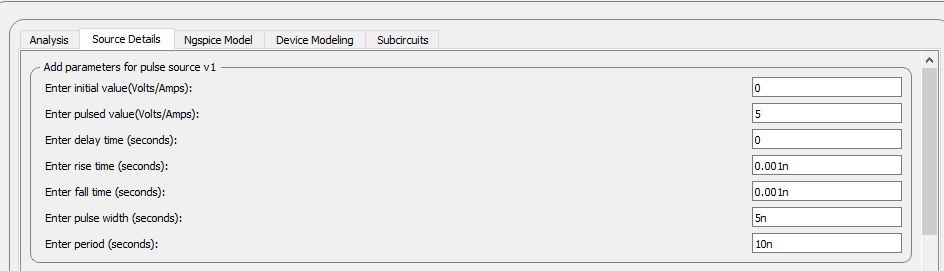 Analysis Source Details Ngspice Model Device Modeling Subcircuits
Add parameters for pulse source v1
Enter initial value(Volts/Amps): 0
Enter pulsed value(Volts/Amps): 5
Enter delay time (seconds): 0
Enter rise time (seconds): 0.001n
Enter fall time (seconds): 0.001n
Enter pulse width (seconds): 5n
Enter period (seconds): 10n